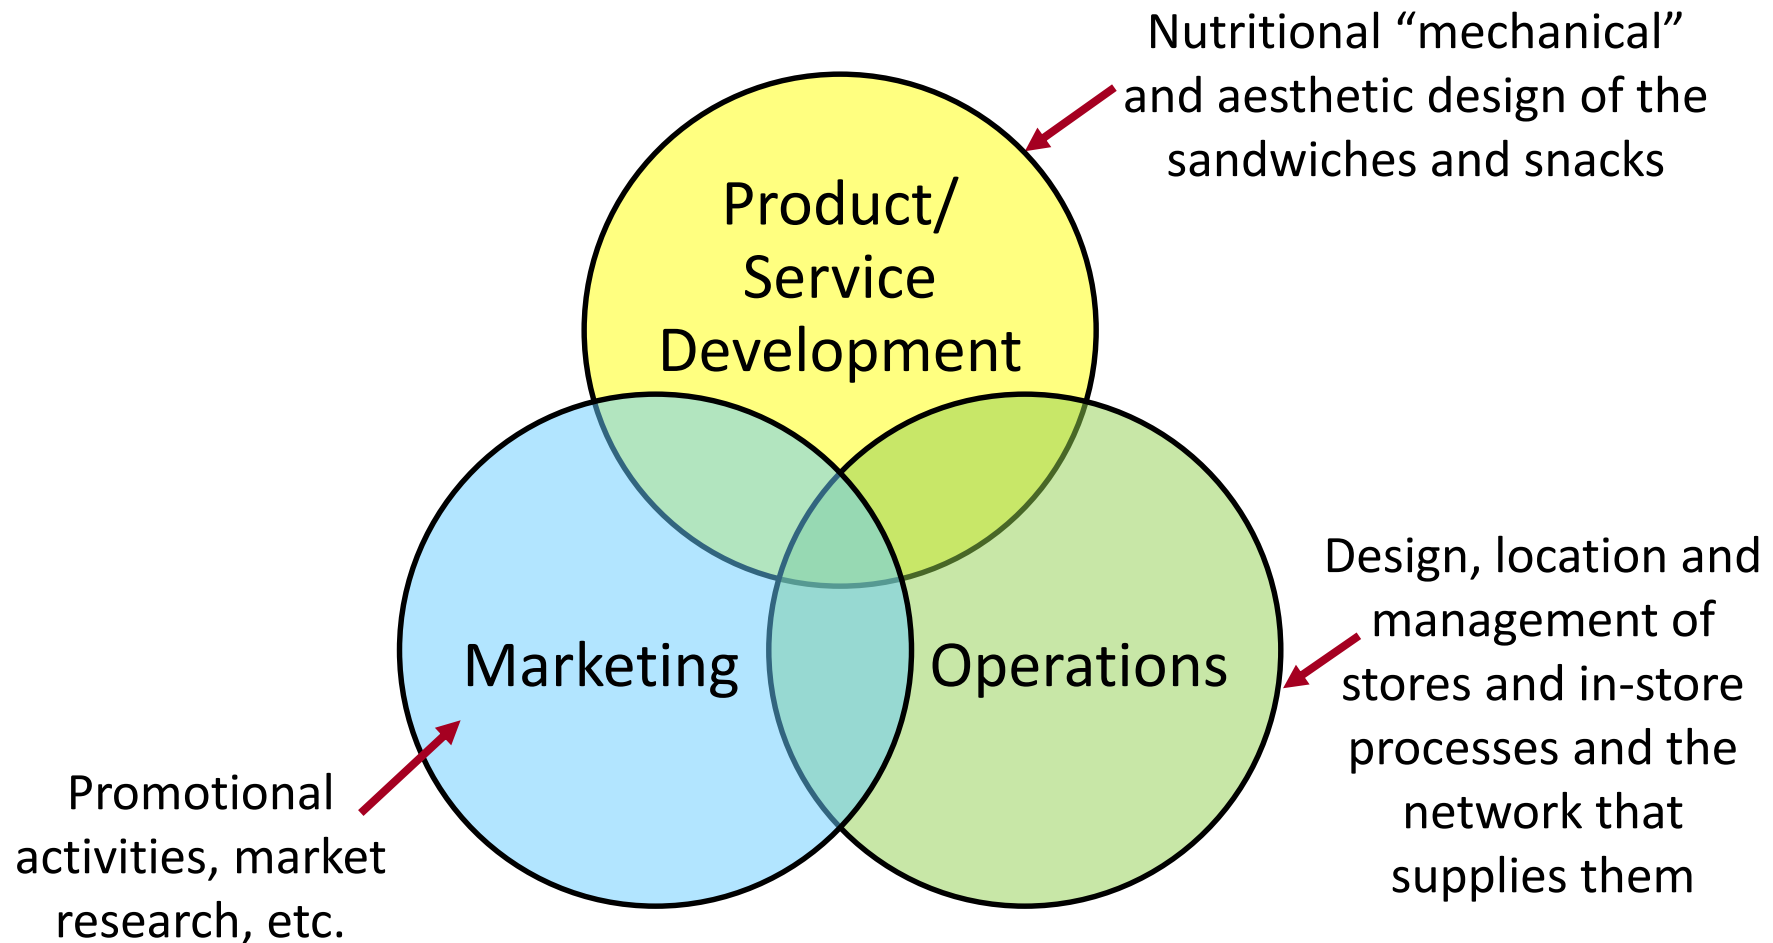 Nutritional “mechanical”
and aesthetic design of the
sandwiches and snacks
Product/
Service
Development
Marketing
Operations
Design, location and
management of
stores and in-store
processes and the
network that
supplies them
Promotional
activities, market
research, etc.